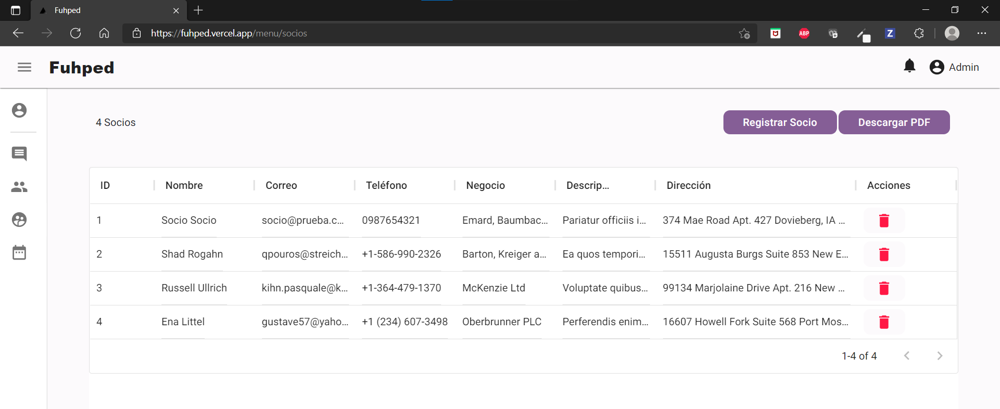 Fuhped
https://fuhped.vercel.app/menu/socios
ABP
Z
Fuhped
Admin
4 Socios
Registrar Socio
Descargar PDF
ID Nombre Correo Teléfono Negocio Descrip... Dirección Acciones
1 Socio Socio socio@prueba.c... 0987654321 Emard, Baumbac... Pariatur officiis i... 374 Mae Road Apt. 427 Dovieberg, IA ...
2 Shad Rogahn qpouros@streich... +1-586-990-2326 Barton, Kreiger a... Ea quos tempori... 15511 Augusta Burgs Suite 853 New E...
3 Russell Ullrich kihn.pasquale@k... +1-364-479-1370 McKenzie Ltd Voluptate quibus... 99134 Marjolaine Drive Apt. 216 New ...
4 Ena Littel gustave57@yaho... +1 (234) 607-3498 Oberbrunner PLC Perferendis enim... 16607 Howell Fork Suite 568 Port Mos...
1-4 of 4